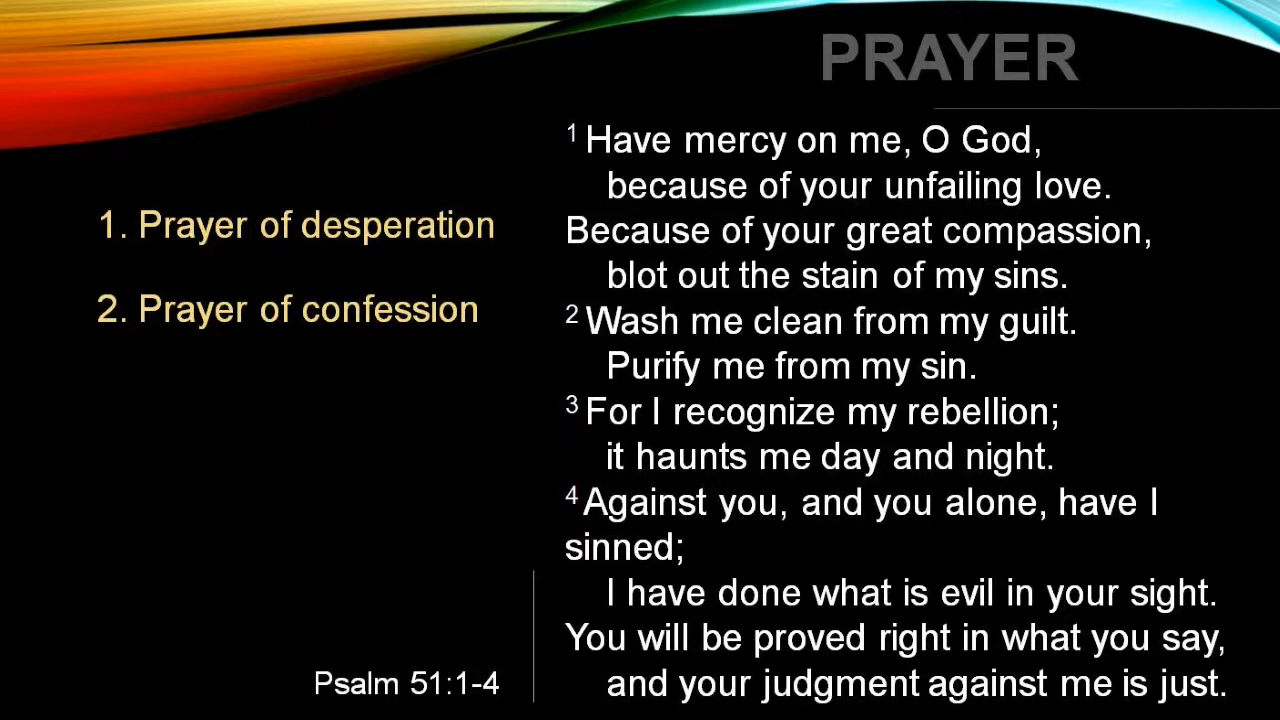 PRAYER
1. Prayer of desperation
2. Prayer of confession
Psalm 51:1-4
1 Have mercy on me, O God,
because of your unfailing love.
Because of your great compassion,
blot out the stain of my sins.
2 Wash me clean from my guilt.
Purify me from my sin.
3 For I recognize my rebellion;
it haunts me day and night.
4 Against you, and you alone, have I
sinned;
I have done what is evil in your sight.
You will be proved right in what you say,
and your judgment against me is just.